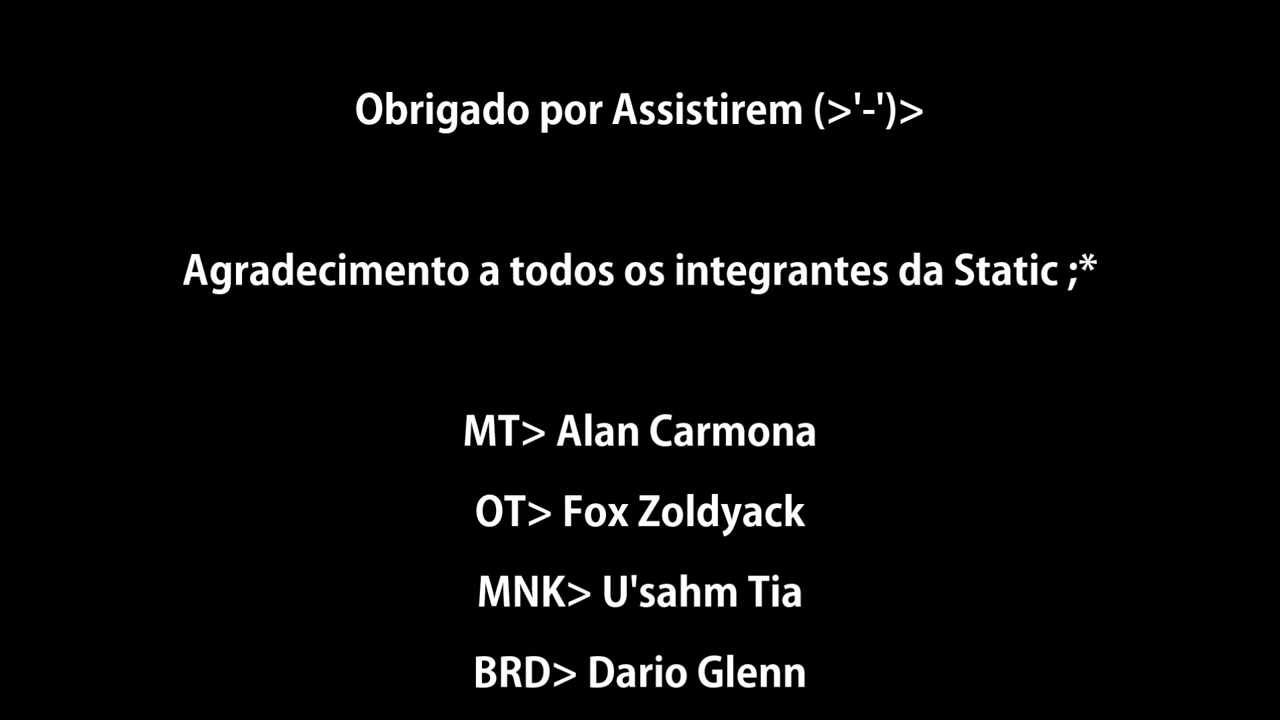 Obrigado por Assistirem (>'-')>
Agradecimento a todos os integrantes da Static ;*
MT> Alan Carmona
OT> Fox Zoldyack
MNK> U'sahm Tia
BRD> Dario Glenn